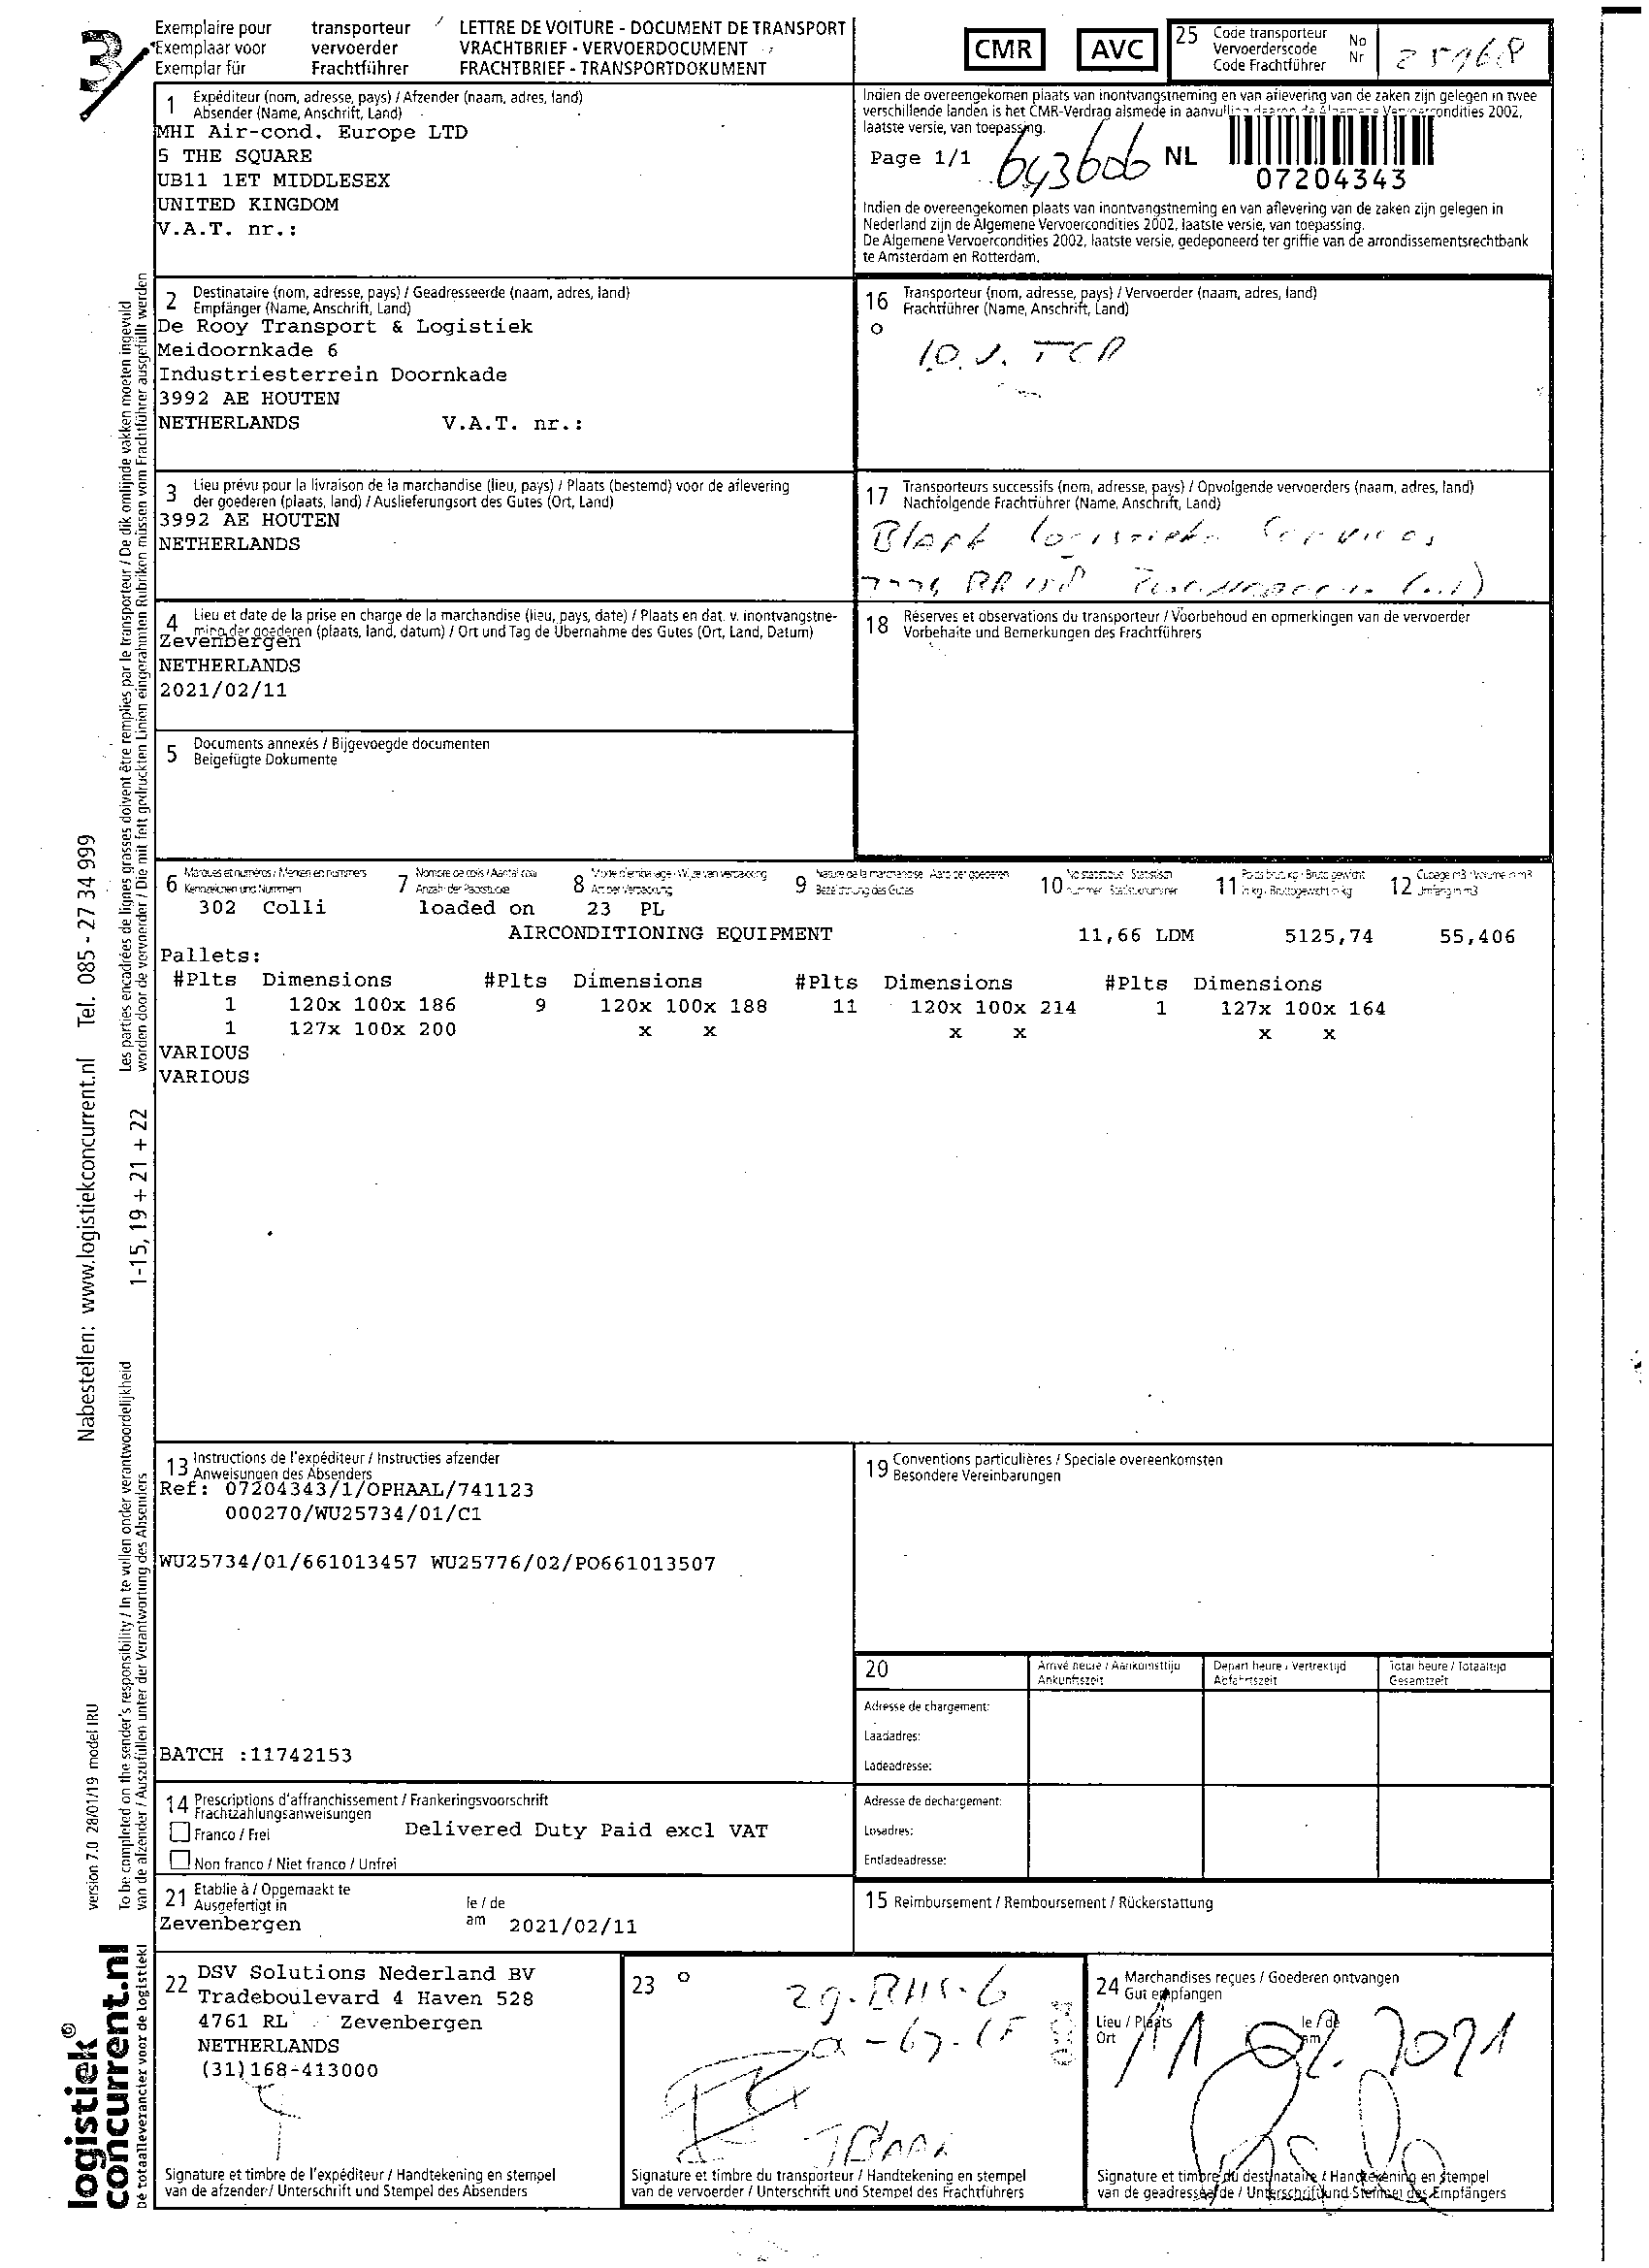 3
Exemplaire pour transporteur
Exemplaar voor vervoerder
Exemplar für Frachtführer
LETTRE DE VOITURE - DOCUMENT DE TRANSPORT
VRACHTBRIEF - VERVOERDOCUMENT
FRACHTBRIEF - TRANSPORTDOKUMENT
CMR
AVC
25 Code transporteur No
Vervoerderscode Nr
Code Frachtführer
1 Expéditeur (nom, adresse, pays) / Afzender (naam, adres, land)
Absender (Name, Anschrift, Land)
MHI Air-cond. Europe LTD
5 THE SQUARE
UB11 1ET MIDDLESEX
UNITED KINGDOM
V.A.T. nr.:
Indien de overeengekomen plaats van inontvangstneming en van aflevering van de zaken zijn gelegen in twee
verschillende landen is het CMR-Verdrag alsmede in aanvulling daarop de Algemene Vervoercondities 2002,
laatste versie, van toepassing.
Page 1/1
643606 NL
07204343
Indien de overeengekomen plaats van inontvangstneming en van aflevering van de zaken zijn gelegen in
Nederland zijn de Algemene Vervoercondities 2002, laatste versie, van toepassing.
De Algemene Vervoercondities 2002, laatste versie, gedeponeerd ter griffie van de arrondissementsrechtbank
te Amsterdam en Rotterdam.
2 Destinataire (nom, adresse, pays) / Geadresseerde (naam, adres, land)
Empfänger (Name, Anschrift, Land)
De Rooy Transport & Logistiek
Meidoornkade 6
Industriesterrein Doornkade
3992 AE HOUTEN
NETHERLANDS V.A.T. nr.:
16 Transporteur (nom, adresse, pays) / Vervoerder (naam, adres, land)
Frachtführer (Name, Anschrift, Land)
3 Lieu prévu pour la livraison de la marchandise (lieu, pays) / Plaats (bestemd) voor de aflevering
der goederen (plaats, land) / Auslieferungsort des Gutes (Ort, Land)
3992 AE HOUTEN
NETHERLANDS
17 Transporteurs successifs (nom, adresse, pays) / Opvolgende vervoerders (naam, adres, land)
Nachfolgende Frachtführer (Name, Anschrift, Land)
4 Lieu et date de la prise en charge de la marchandise (lieu, pays, date) / Plaats en dat. v. inontvangstne-
ming der goederen (plaats, land, datum) / Ort und Tag de Ubernahme des Gutes (Ort, Land, Datum)
Zevenbergen
NETHERLANDS
2021/02/11
18 Réserves et observations du transporteur / Voorbehoud en opmerkingen van de vervoerder
Vorbehalte und Bemerkungen des Frachtführers
5 Documents annexés / Bijgevoegde documenten
Beigefügte Dokumente
6 Marques et numéros / Merken en nummers
Kennzeichen und Nummern
7 Nombre de colis / Aantal colli
Anzahl der Packstücke
8 Mode d'emballage - Wijze van verpakking
Art der Verpackung
9 Nature de la marchandise - Aard der goederen
Bezeichnung des Gutes
10 No statistique - Statistisch
nummer - Statistiknummer
11 Poids brut, kg - Bruto gewicht
in kg - Bruttogewicht in kg
12 Cubage m3 - Volume in m3
Umfang in m3
302 Colli loaded on 23 PL
AIRCONDITIONING EQUIPMENT 11,66 LDM 5125,74 55,406
Pallets:
#Plts Dimensions #Plts Dimensions #Plts Dimensions #Plts Dimensions
1 120x 100x 186 9 120x 100x 188 11 120x 100x 214 1 127x 100x 164
1 127x 100x 200 x x x x x x
VARIOUS
VARIOUS
13 Instructions de l'expéditeur / Instructies afzender
Anweisungen des Absenders
Ref: 07204343/1/OPHAAL/741123
000270/WU25734/01/C1
WU25734/01/661013457 WU25776/02/PO661013507
BATCH :11742153
19 Conventions particulières / Speciale overeenkomsten
Besondere Vereinbarungen
20 Arrivé heure / Aankomsttijd Ankunftszeit
Depart heure / Vertrektijd Abfahrtszeit
Total heure / Totaaltijd Gesamtzeit
Adresse de chargement:
Laadadres:
Ladeadresse:
Adresse de dechargement:
Losadres:
Entladeadresse:
14 Prescriptions d'affranchissement / Frankeringsvoorschrift
Frachtzahlungsanweisungen
Franco / Frei
Delivered Duty Paid excl VAT
Non franco / Niet franco / Unfrei
21 Etablie à / Opgemaakt te le / de
Ausgefertigt in am
Zevenbergen 2021/02/11
15 Reimbursement / Remboursement / Rückerstattung
22 DSV Solutions Nederland BV
Tradeboulevard 4 Haven 528
4761 RL Zevenbergen
NETHERLANDS
(31)168-413000
Signature et timbre de l'expéditeur / Handtekening en stempel
van de afzender / Unterschrift und Stempel des Absenders
23
Signature et timbre du transporteur / Handtekening en stempel
van de vervoerder / Unterschrift und Stempel des Frachtführers
24 Marchandises reçues / Goederen ontvangen
Gut empfangen
Lieu / Plaats le / de
Ort am
11 02. 2021
Signature et timbre du destinataire / Handtekening en stempel
van de geadresseerde / Unterschrift und Stempel des Empfängers
Les parties encadrées de lignes grasses doivent être remplies par le transporteur / De dik omlijnde vakken moeten ingevuld
worden door de vervoerder / Die mit fett gedruckten Linien eingerahmten Rubriken müssen vom Frachtführer ausgefüllt werden
Nabestellen: www.logistiekconcurrent.nl Tel. 085 - 27 34 999
1-15, 19 + 21 + 22
To be completed on the sender's responsibility / In te vullen onder verantwoordelijkheid
van de afzender / Auszufüllen unter der Verantwortung des Absenders
version 7.0 28/01/19 model IRU
logistiek®
concurrent.nl
Dé totaalleverancier voor de logistiek!